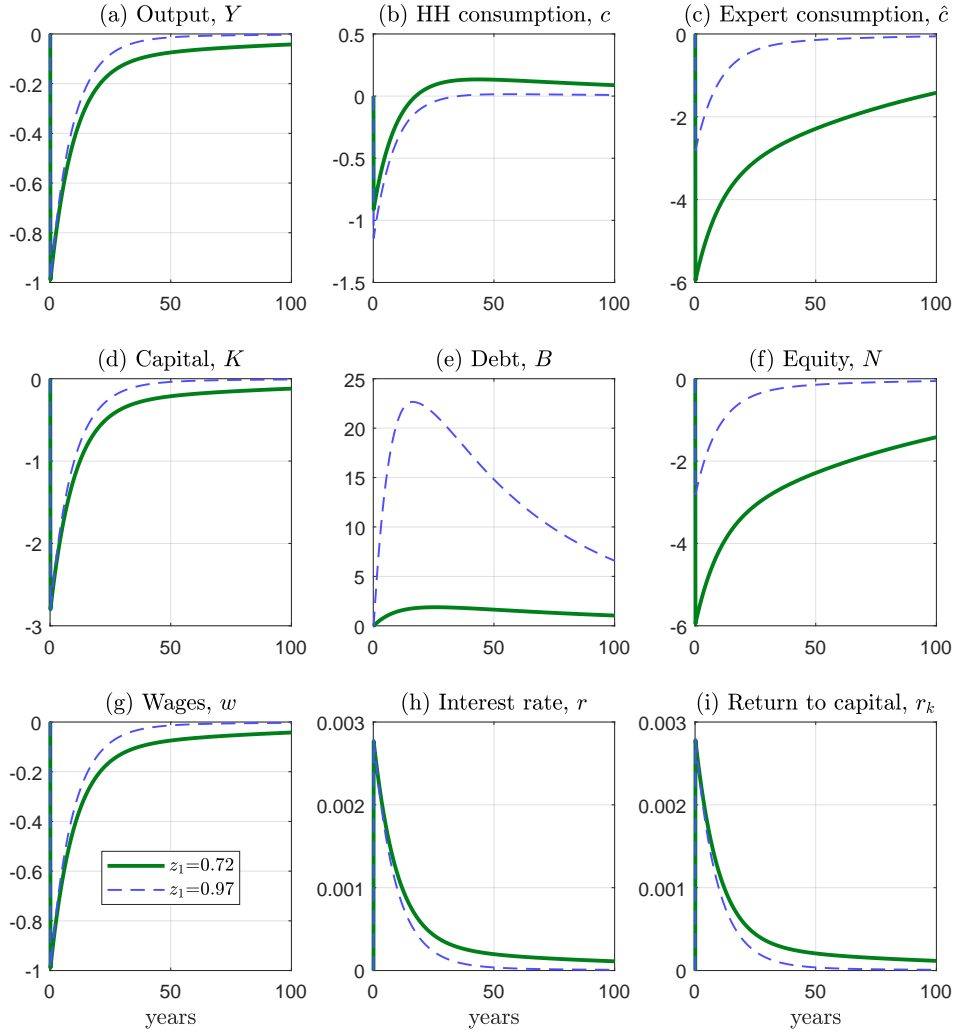 (a) Output, Y
(b) HH consumption, c
(c) Expert consumption, ĉ
0
-0.2
-0.4
-0.6
-0.8
-1
0 50 100
0.5
0
-0.5
-1
-1.5
0 50 100
0
-2
-4
-6
0 50 100
(d) Capital, K
(e) Debt, B
(f) Equity, N
0
-1
-2
-3
0 50 100
25
20
15
10
5
0
0 50 100
0
-2
-4
-6
0 50 100
(g) Wages, w
(h) Interest rate, r
(i) Return to capital, rₖ
0
-0.2
-0.4
-0.6
-0.8
-1
z₁=0.72
z₁=0.97
0 50 100
years
0.003
0.002
0.001
0
0 50 100
years
0.003
0.002
0.001
0
0 50 100
years